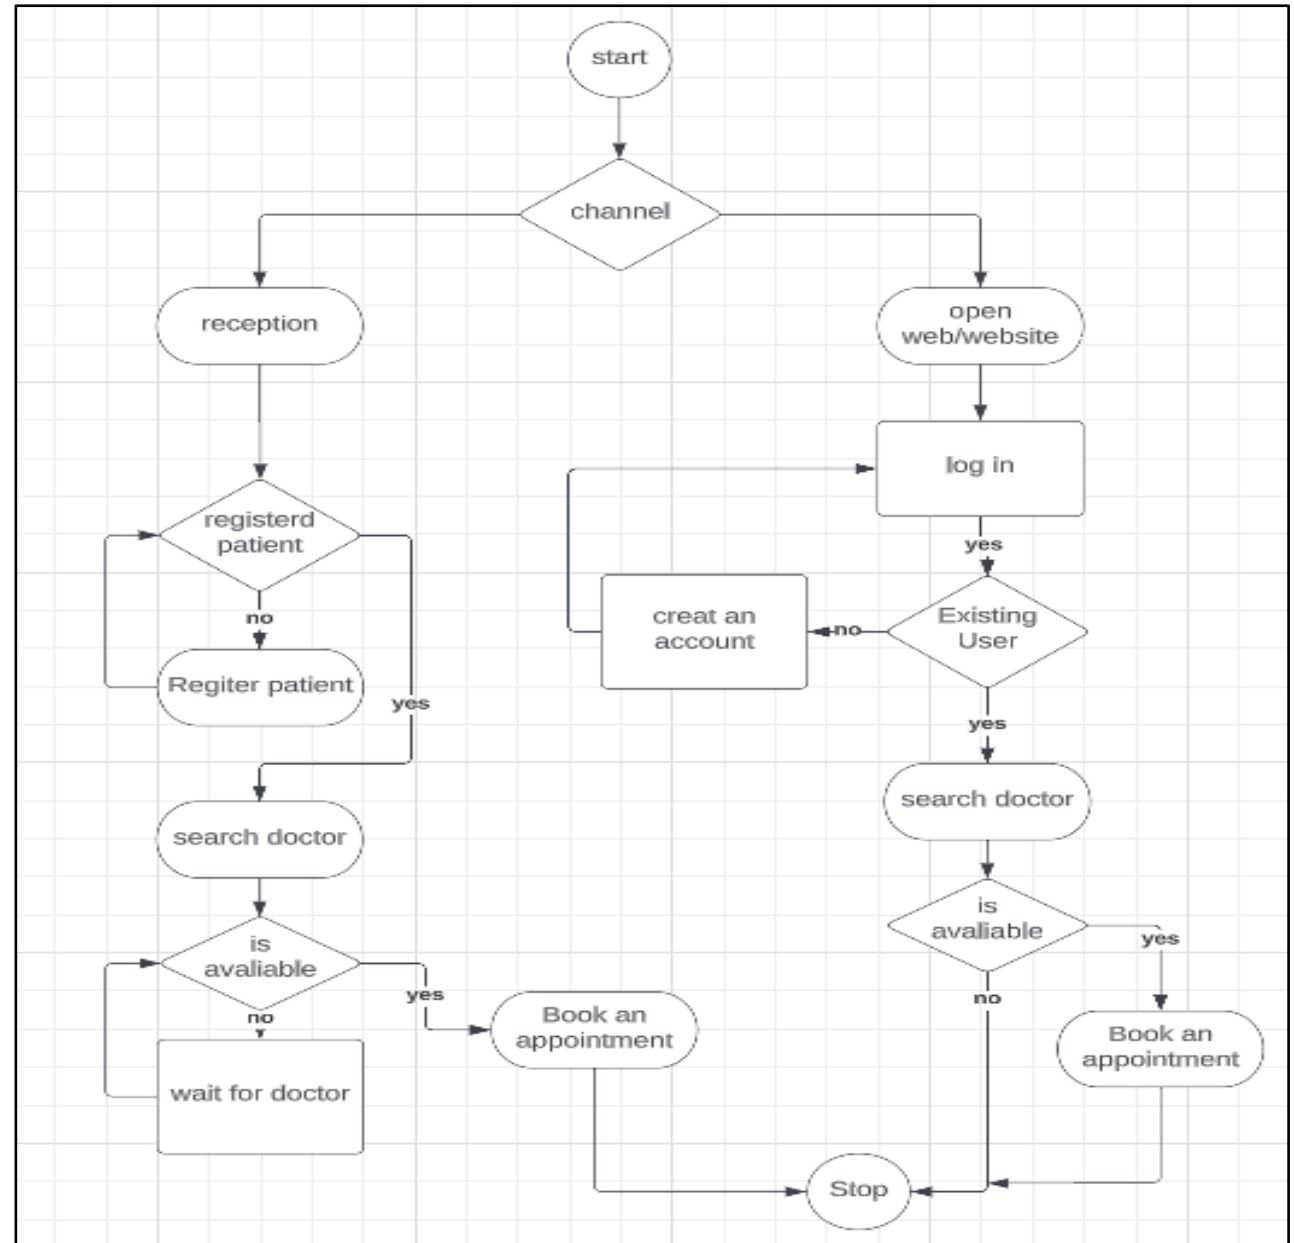 start
channel
reception
open
web/website
log in
registerd
patient
yes
no
creat an
account
no
Existing
User
Regiter patient
yes
yes
search doctor
search doctor
is
avaliable
yes
is
avaliable
no
yes
no
Book an
appointment
Book an
appointment
wait for doctor
Stop